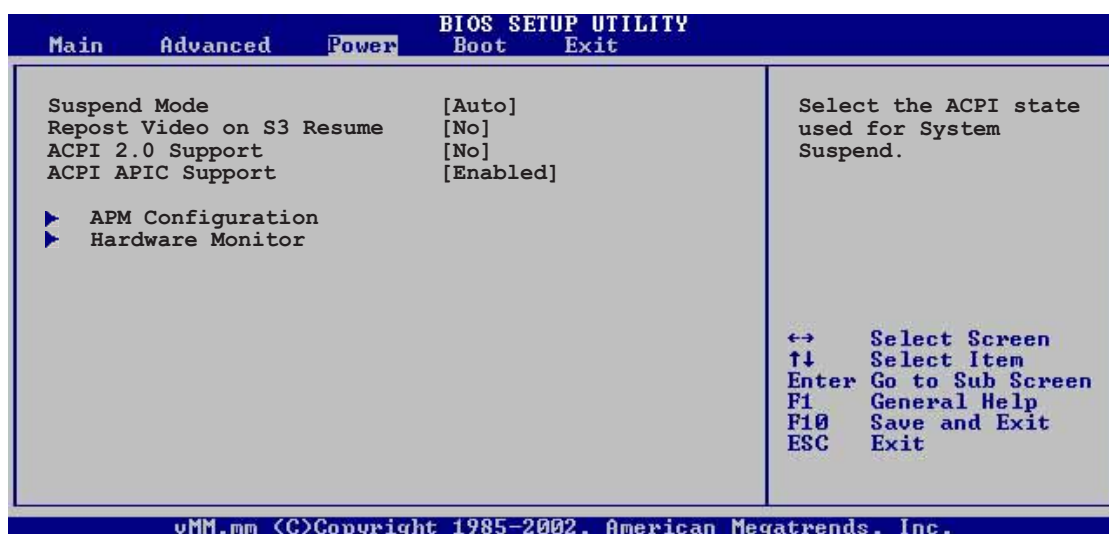 BIOS SETUP UTILITY
Main Advanced Power Boot Exit
Suspend Mode [Auto]
Repost Video on S3 Resume [No]
ACPI 2.0 Support [No]
ACPI APIC Support [Enabled]
APM Configuration
Hardware Monitor
Select the ACPI state
used for System
Suspend.
←→ Select Screen
↑↓ Select Item
Enter Go to Sub Screen
F1 General Help
F10 Save and Exit
ESC Exit
vMM.mm (C)Copyright 1985-2002, American Megatrends, Inc.